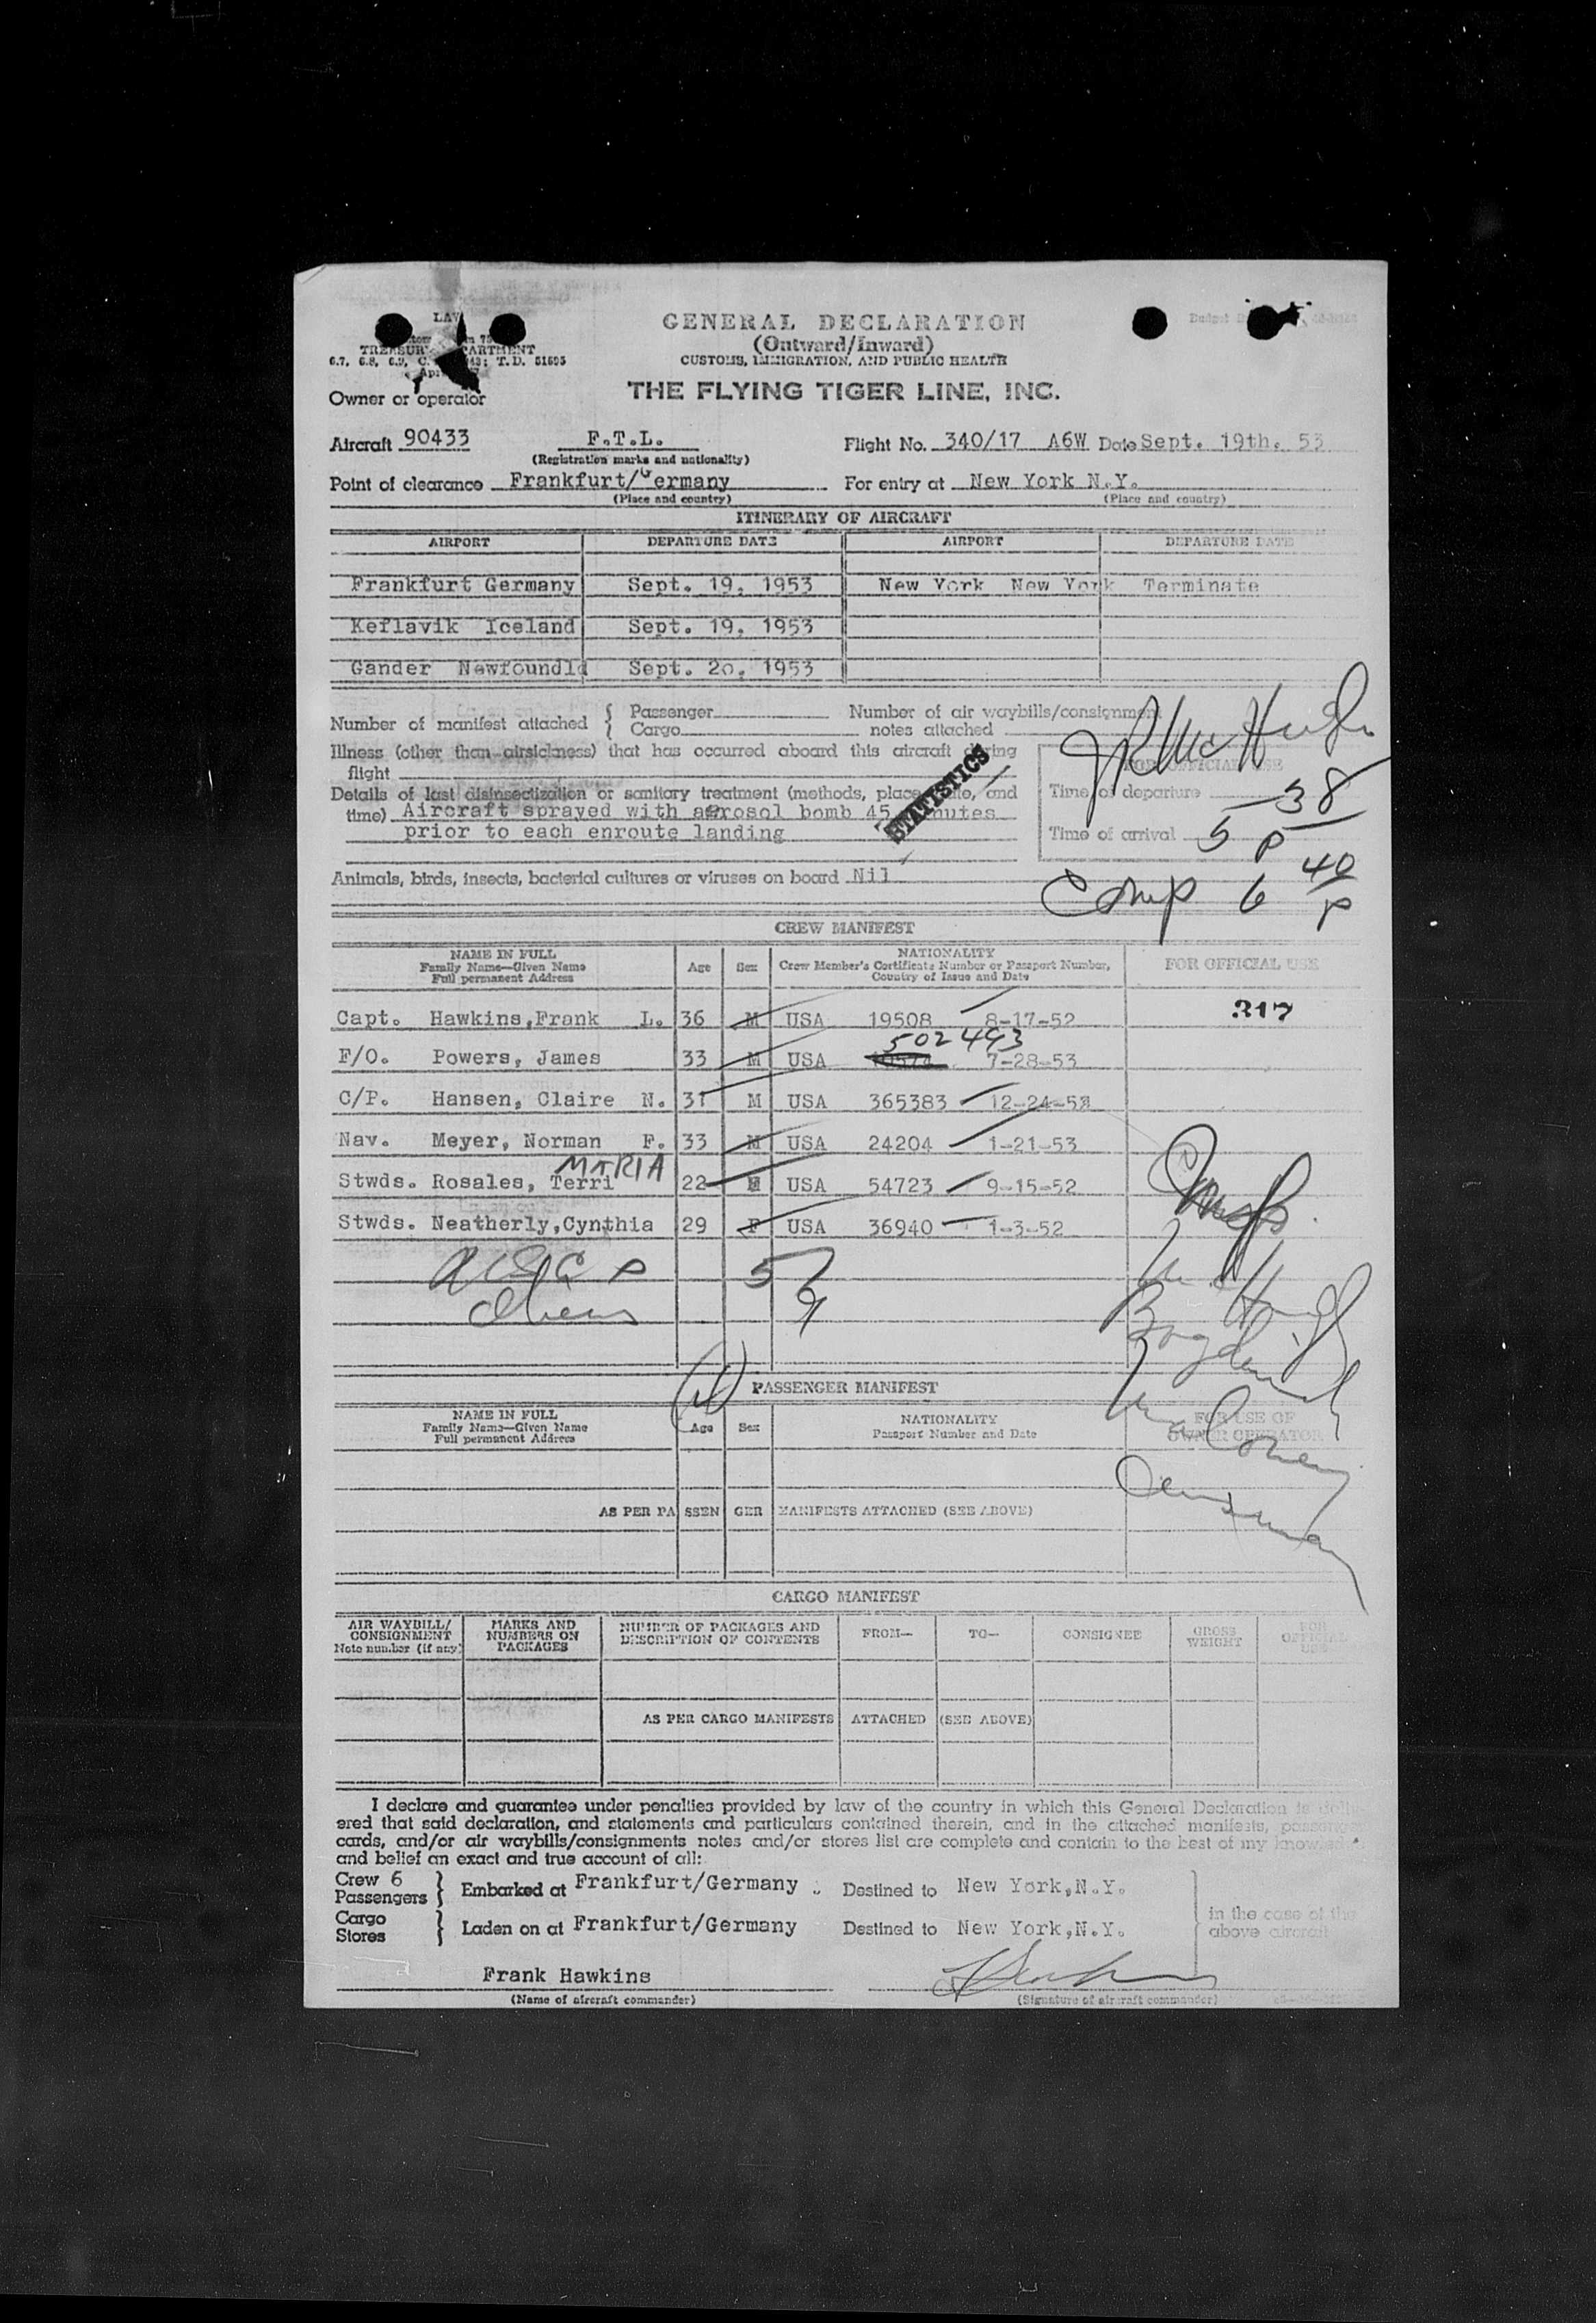 GENERAL DECLARATION
(Outward/Inward)
CUSTOMS, IMMIGRATION, AND PUBLIC HEALTH
T.D. 51695
Owner or operator
THE FLYING TIGER LINE, INC.
Aircraft 90433 F.T.L. Flight No. 340/17 A6W Date Sept. 19th. 53
(Registration marks and nationality)
Point of clearance Frankfurt/Germany For entry at New York N.Y.
(Place and country) (Place and country)
ITINERARY OF AIRCRAFT
AIRPORT DEPARTURE DATE AIRPORT DEPARTURE DATE
Frankfurt Germany Sept. 19, 1953 New York New York Terminate
Keflavik Iceland Sept. 19, 1953
Gander Newfoundld Sept. 20, 1953
Number of manifest attached { Passenger Number of air waybills/consignment
Cargo notes attached
Illness (other than airsickness) that has occurred aboard this aircraft during
flight
FOR OFFICIAL USE
Details of last disinsectization or sanitary treatment (methods, place, and
time) Aircraft sprayed with aerosol bomb 45
prior to each enroute landing
STATISTICS
Time of departure
Time of arrival 5 38 P
Animals, birds, insects, bacterial cultures or viruses on board Nil
Comp 6 40 P
CREW MANIFEST
NAME IN FULL
Family Name—Given Name
Full permanent Address
Age Sex
NATIONALITY
Crew Member's Certificate Number or Passport Number,
Country of Issue and Date
FOR OFFICIAL USE
Capt. Hawkins,Frank L. 36 M USA 19508 8-17-52 317
502493
F/O. Powers, James 33 M USA 7-28-53
C/P. Hansen, Claire N. 31 M USA 365383 12-24-52
Nav. Meyer, Norman F. 33 M USA 24204 1-21-53
MARIA
Stwds. Rosales, Terri 22 F USA 54723 9-15-52
Stwds. Neatherly,Cynthia 29 F USA 36940 1-3-52
Aliens
PASSENGER MANIFEST
NAME IN FULL
Family Name—Given Name
Full permanent Address
Age Sex
NATIONALITY
Passport Number and Date
FOR USE OF
OWNER OPERATOR
AS PER PASSENGER MANIFESTS ATTACHED (SEE ABOVE)
CARGO MANIFEST
AIR WAYBILL/
CONSIGNMENT
Note number (if any)
MARKS AND
NUMBERS ON
PACKAGES
NUMBER OF PACKAGES AND
DESCRIPTION OF CONTENTS
FROM— TO— CONSIGNEE
GROSS
WEIGHT
FOR
OFFICIAL
USE
AS PER CARGO MANIFESTS ATTACHED (SEE ABOVE)
I declare and guarantee under penalties provided by law of the country in which this General Declaration is deliv-
ered that said declaration, and statements and particulars contained therein, and in the attached manifests, passenger
cards, and/or air waybills/consignments notes and/or stores list are complete and contain to the best of my knowledge
and belief an exact and true account of all:
Crew 6
Passengers } Embarked at Frankfurt/Germany Destined to New York,N.Y.
Cargo
Stores } Laden on at Frankfurt/Germany Destined to New York,N.Y.
in the case of the
above aircraft
Frank Hawkins
(Name of aircraft commander) (Signature of aircraft commander)